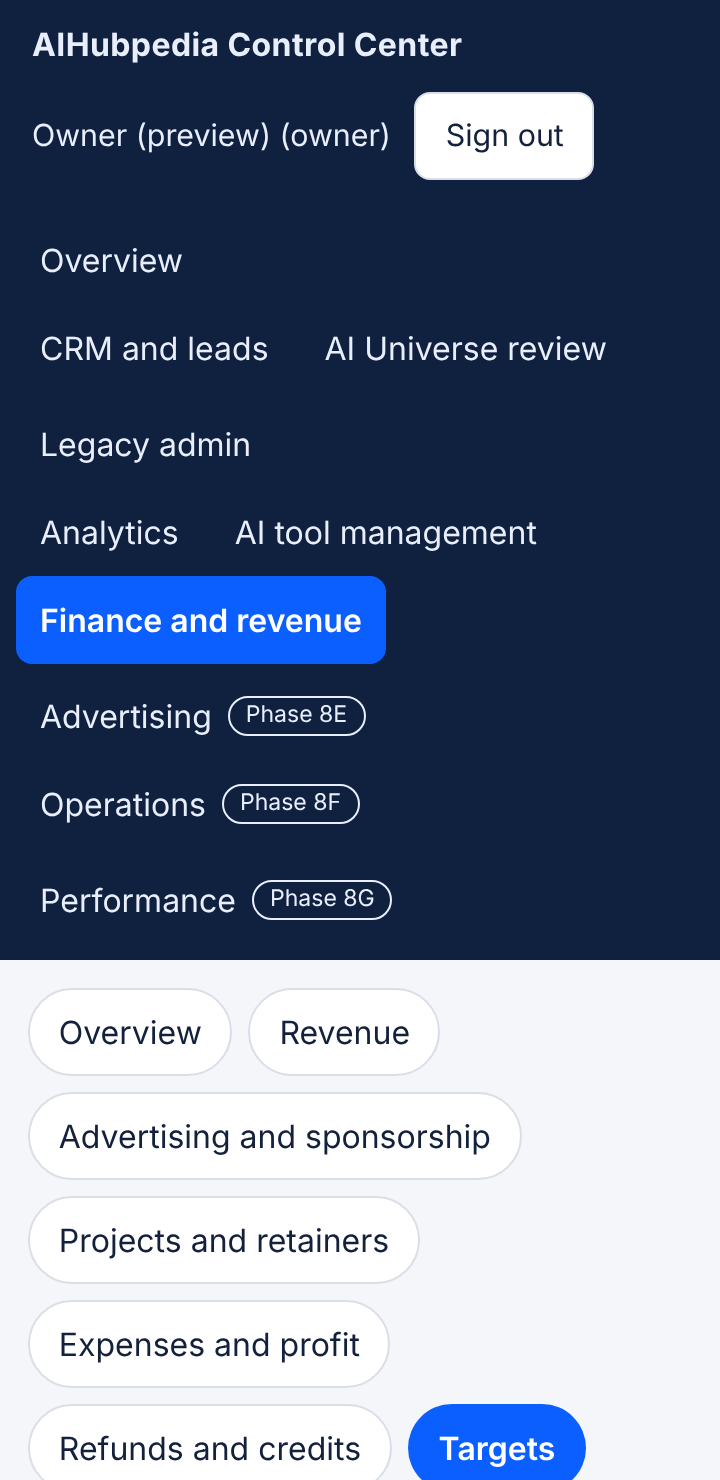 AIHubpedia Control Center
Owner (preview) (owner) Sign out
Overview
CRM and leads AI Universe review
Legacy admin
Analytics AI tool management
Finance and revenue
Advertising Phase 8E
Operations Phase 8F
Performance Phase 8G
Overview Revenue
Advertising and sponsorship
Projects and retainers
Expenses and profit
Refunds and credits Targets